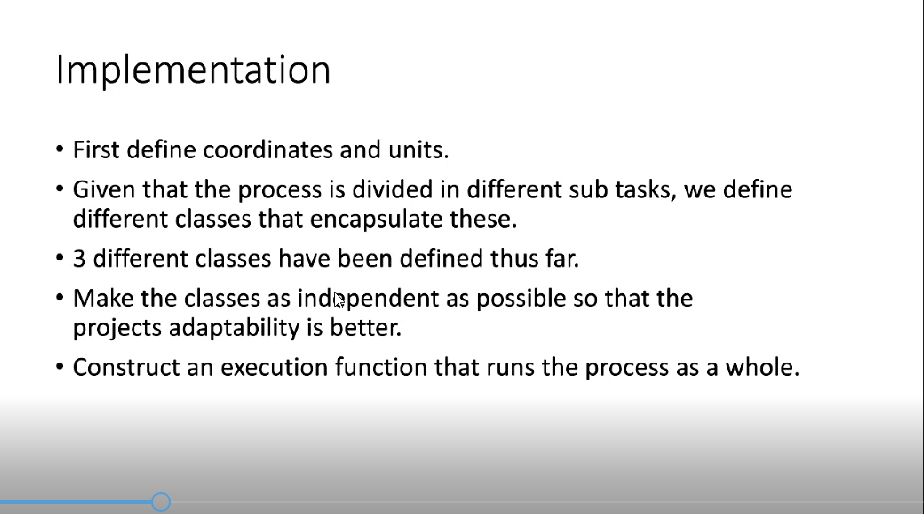 Implementation
• First define coordinates and units.
• Given that the process is divided in different sub tasks, we define
different classes that encapsulate these.
• 3 different classes have been defined thus far.
• Make the classes as independent as possible so that the
projects adaptability is better.
• Construct an execution function that runs the process as a whole.